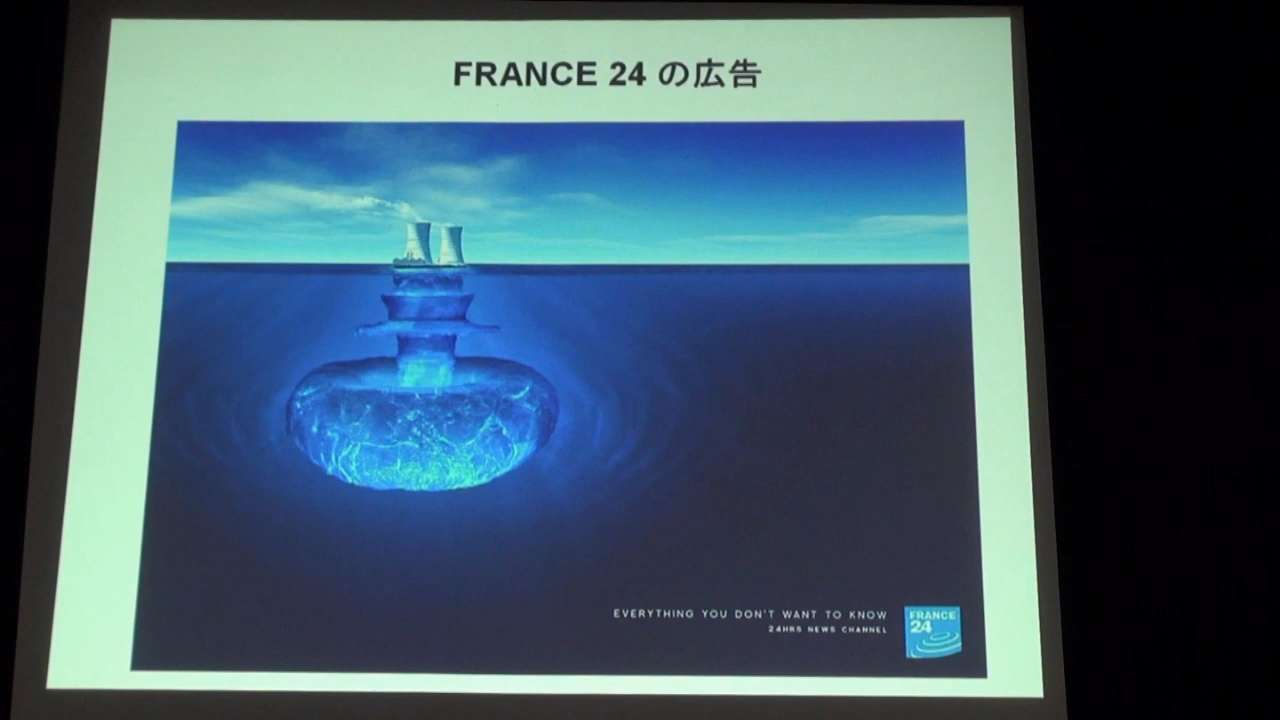 FRANCE 24 の広告
EVERYTHING YOU DON'T WANT TO KNOW
24HRS NEWS CHANNEL
FRANCE
24